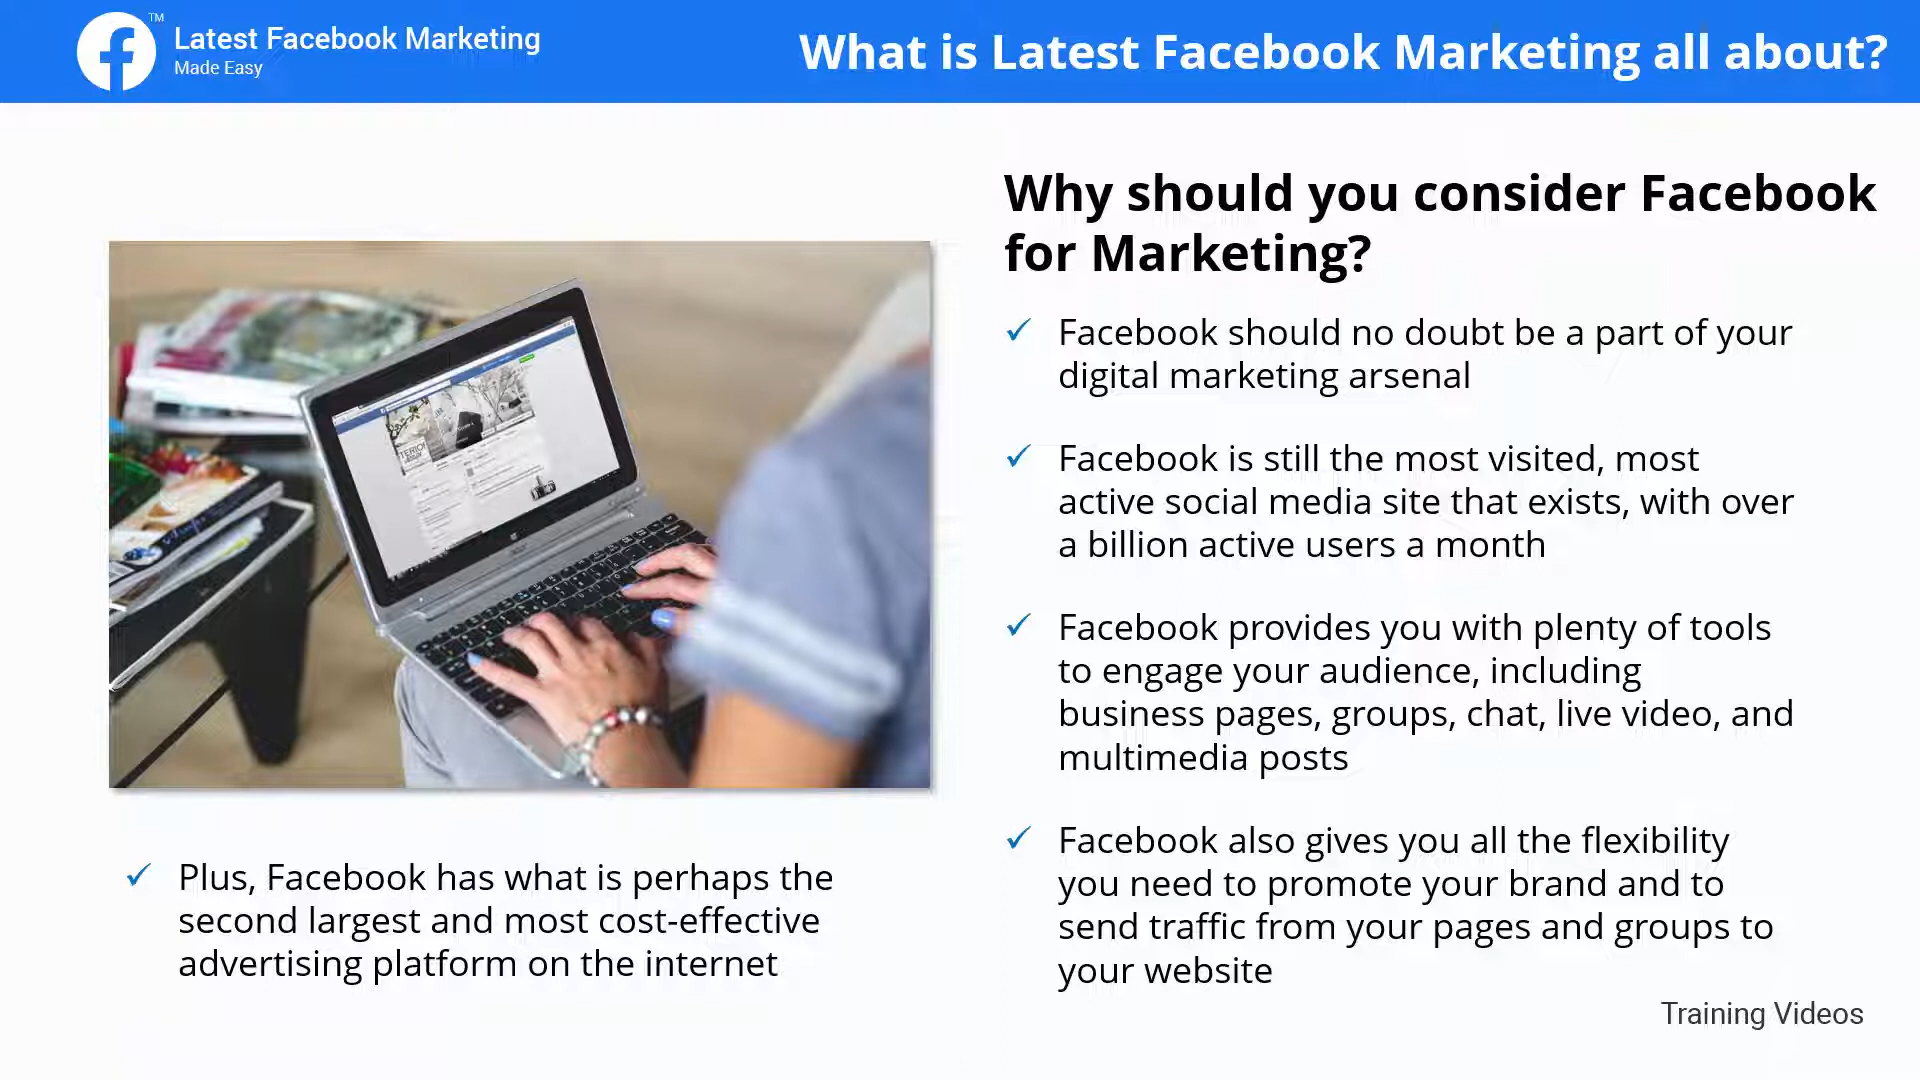 TM
Latest Facebook Marketing
Made Easy
What is Latest Facebook Marketing all about?
Why should you consider Facebook
for Marketing?
✓ Facebook should no doubt be a part of your
digital marketing arsenal
✓ Facebook is still the most visited, most
active social media site that exists, with over
a billion active users a month
✓ Facebook provides you with plenty of tools
to engage your audience, including
business pages, groups, chat, live video, and
multimedia posts
✓ Facebook also gives you all the flexibility
you need to promote your brand and to
send traffic from your pages and groups to
your website
✓ Plus, Facebook has what is perhaps the
second largest and most cost-effective
advertising platform on the internet
Training Videos